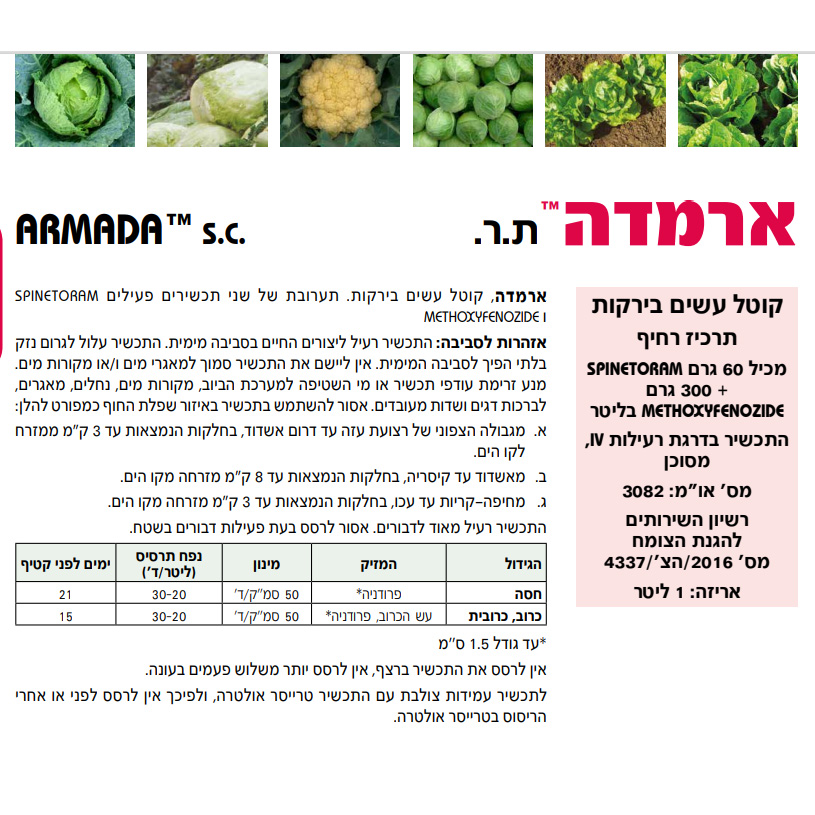 ארמדה™ ת.ר.
ARMADA™ S.C.
קוטל עשים בירקות
תרכיז רחיף
מכיל 60 גרם SPINETORAM
+ 300 גרם
METHOXYFENOZIDE בליטר
התכשיר בדרגת רעילות IV,
מסוכן
מס' או"מ: 3082
רשיון השירותים
להגנת הצומח
מס' 2016/הצ'/4337
אריזה: 1 ליטר
ארמדה, קוטל עשים בירקות. תערובת של שני תכשירים פעילים SPINETORAM
ו METHOXYFENOZIDE
אזהרות לסביבה: התכשיר רעיל ליצורים החיים בסביבה מימית. התכשיר עלול לגרום נזק
בלתי הפיך לסביבה המימית. אין ליישם את התכשיר סמוך למאגרי מים ו/או מקורות מים.
מנע זרימת עודפי תכשיר או מי השטיפה למערכת הביוב, מקורות מים, נחלים, מאגרים,
לברכות דגים ושדות מעובדים. אסור להשתמש בתכשיר באיזור שפלת החוף כמפורט להלן:
א. מגבולה הצפוני של רצועת עזה עד דרום אשדוד, בחלקות הנמצאות עד 3 ק"מ ממזרח
לקו הים.
ב. מאשדוד עד קיסריה, בחלקות הנמצאות עד 8 ק"מ מזרחה מקו הים.
ג. מחיפה-קריות עד עכו, בחלקות הנמצאות עד 3 ק"מ מזרחה מקו הים.
התכשיר רעיל מאוד לדבורים. אסור לרסס בעת פעילות דבורים בשטח.
הגידול המזיק מינון נפח תרסיס (ליטר/ד') ימים לפני קטיף
חסה פרודניה* 50 סמ"ק/ד' 30-20 21
כרוב, כרובית עש הכרוב, פרודניה* 50 סמ"ק/ד' 30-20 15
*עד גודל 1.5 ס"מ
אין לרסס את התכשיר ברצף, אין לרסס יותר משלוש פעמים בעונה.
לתכשיר עמידות צולבת עם התכשיר טרייסר אולטרה, ולפיכך אין לרסס לפני או אחרי
הריסוס בטרייסר אולטרה.